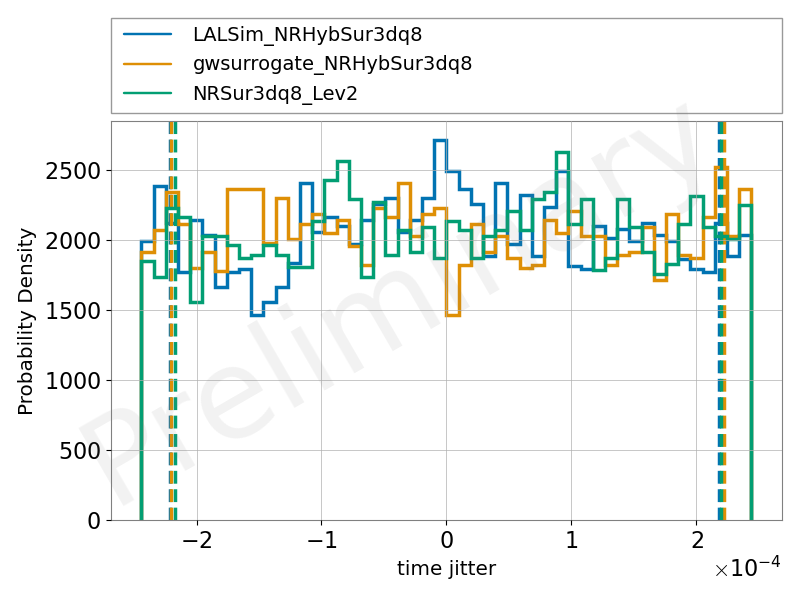 LALSim_NRHybSur3dq8
gwsurrogate_NRHybSur3dq8
NRSur3dq8_Lev2
Preliminary
Probability Density
2500
2000
1500
1000
500
0
−2
−1
0
1
2
time jitter
×10⁻⁴